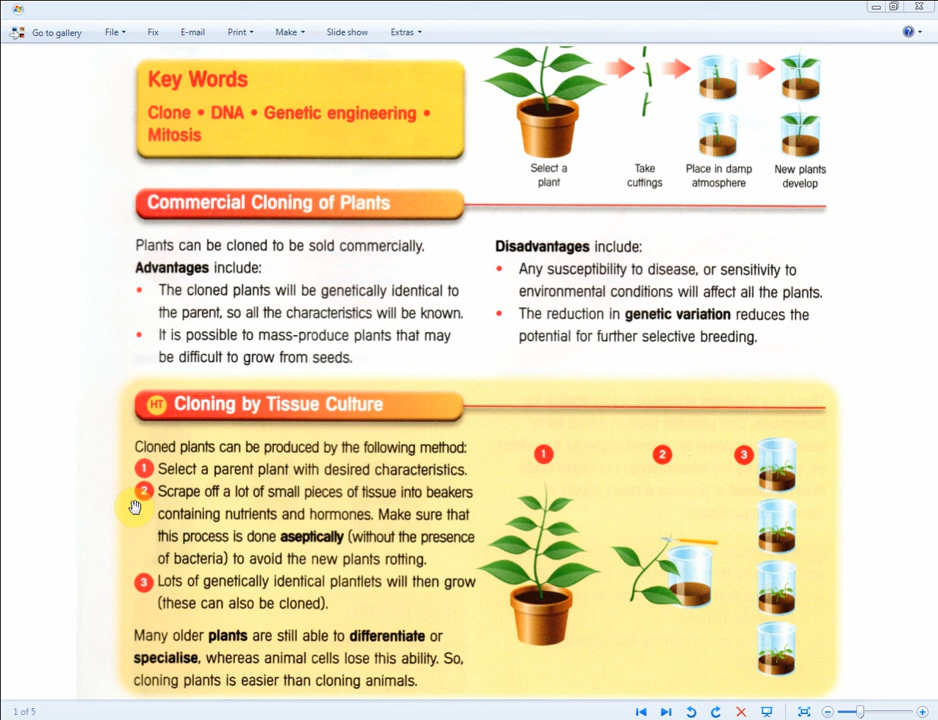 Go to gallery
File
Fix
E-mail
Print
Make
Slide show
Extras
Key Words
Clone • DNA • Genetic engineering •
Mitosis
Select a
plant
Take
cuttings
Place in damp
atmosphere
New plants
develop
Commercial Cloning of Plants
Plants can be cloned to be sold commercially.
Advantages include:
• The cloned plants will be genetically identical to
the parent, so all the characteristics will be known.
• It is possible to mass-produce plants that may
be difficult to grow from seeds.
Disadvantages include:
• Any susceptibility to disease, or sensitivity to
environmental conditions will affect all the plants.
• The reduction in genetic variation reduces the
potential for further selective breeding.
HT Cloning by Tissue Culture
Cloned plants can be produced by the following method:
1 Select a parent plant with desired characteristics.
2 Scrape off a lot of small pieces of tissue into beakers
containing nutrients and hormones. Make sure that
this process is done aseptically (without the presence
of bacteria) to avoid the new plants rotting.
3 Lots of genetically identical plantlets will then grow
(these can also be cloned).
Many older plants are still able to differentiate or
specialise, whereas animal cells lose this ability. So,
cloning plants is easier than cloning animals.
1
2
3
1 of 5